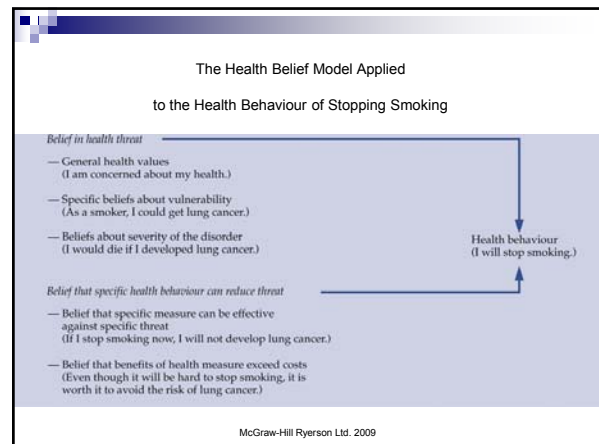 The Health Belief Model Applied
to the Health Behaviour of Stopping Smoking
Belief in health threat
— General health values
(I am concerned about my health.)
— Specific beliefs about vulnerability
(As a smoker, I could get lung cancer.)
— Beliefs about severity of the disorder
(I would die if I developed lung cancer.)
Health behaviour
(I will stop smoking.)
Belief that specific health behaviour can reduce threat
— Belief that specific measure can be effective
against specific threat
(If I stop smoking now, I will not develop lung cancer.)
— Belief that benefits of health measure exceed costs
(Even though it will be hard to stop smoking, it is
worth it to avoid the risk of lung cancer.)
McGraw-Hill Ryerson Ltd. 2009